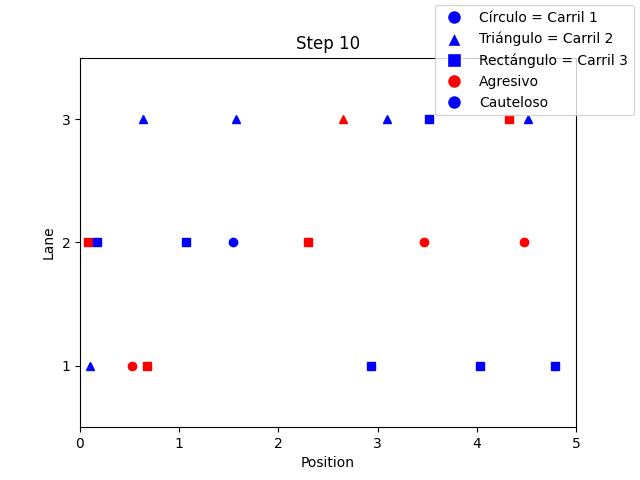 Step 10
Círculo = Carril 1
Triángulo = Carril 2
Rectángulo = Carril 3
Agresivo
Cauteloso
Lane
3
2
1
0 1 2 3 4 5
Position